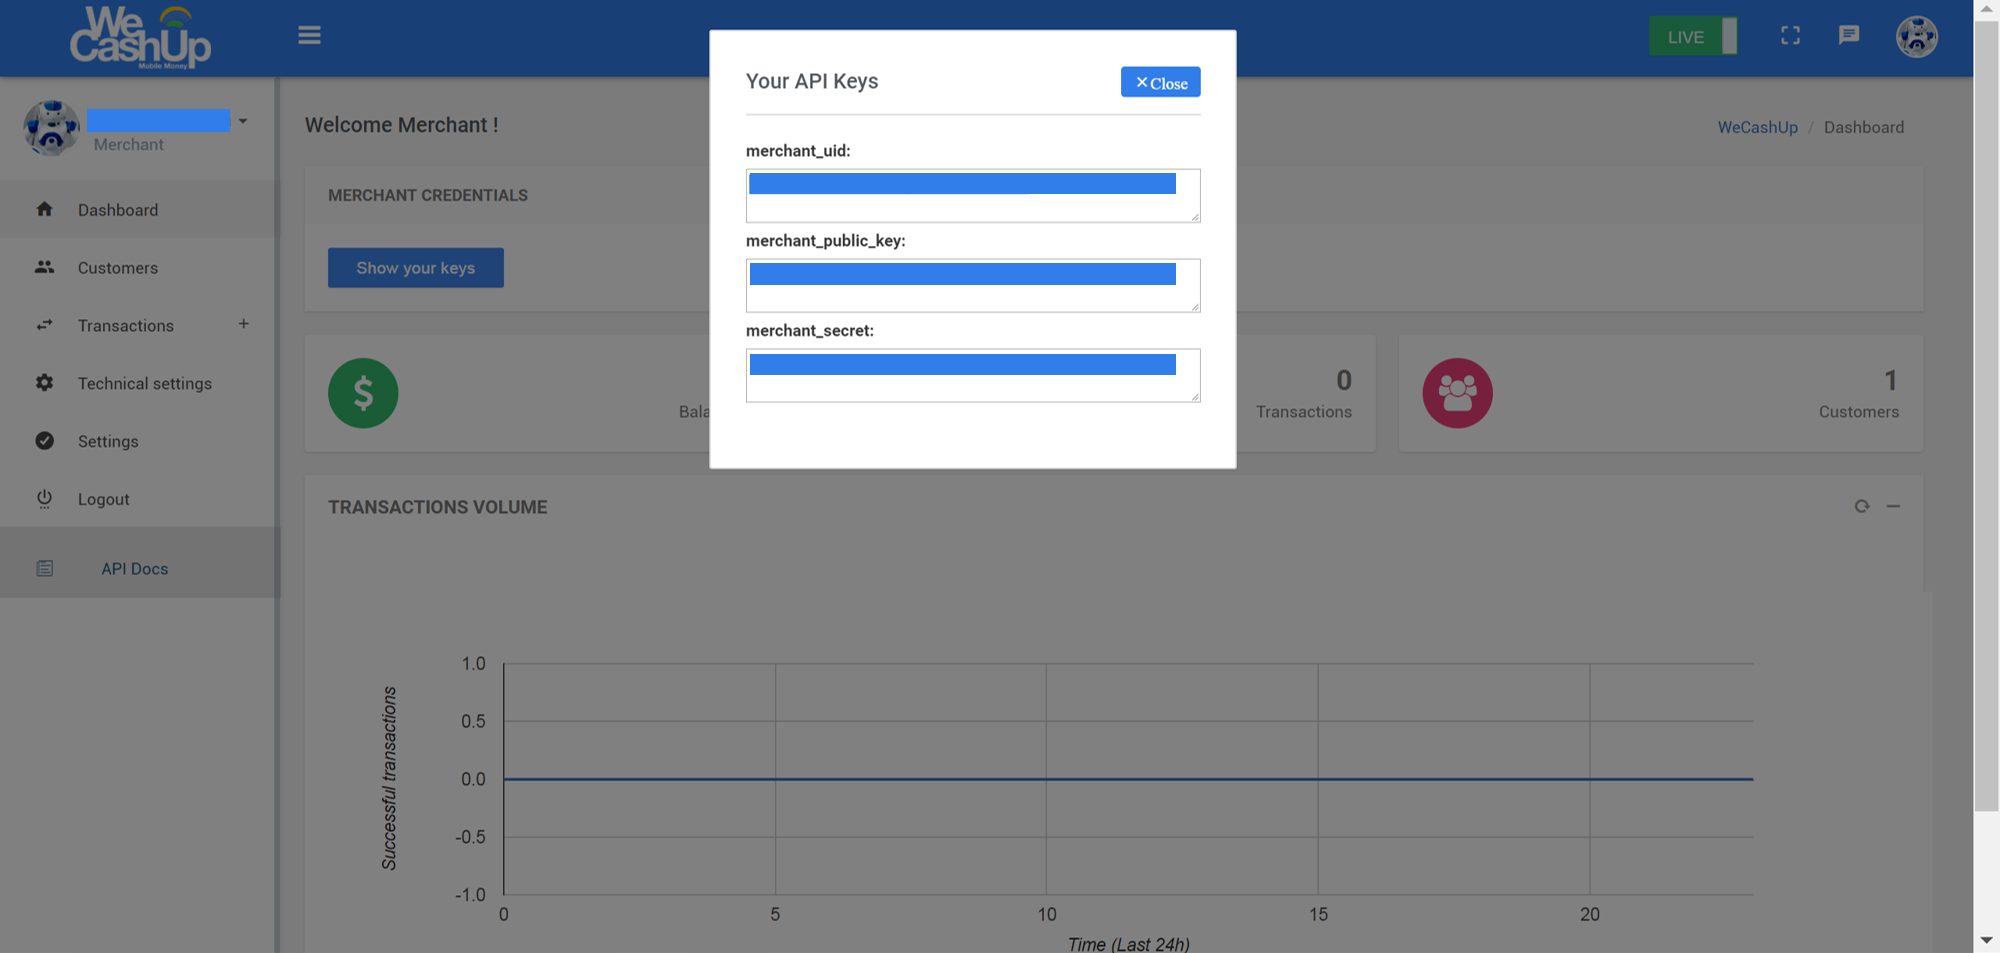 We
CashUp
Mobile Money
LIVE
Your API Keys
×Close
Merchant
Welcome Merchant !
WeCashUp / Dashboard
merchant_uid:
MERCHANT CREDENTIALS
Dashboard
merchant_public_key:
Customers
Show your keys
Transactions +
merchant_secret:
Technical settings
0
1
Bala
Transactions
Customers
Settings
Logout
TRANSACTIONS VOLUME
API Docs
Successful transactions
1.0
0.5
0.0
-0.5
-1.0
0 5 10 15 20
Time (Last 24h)